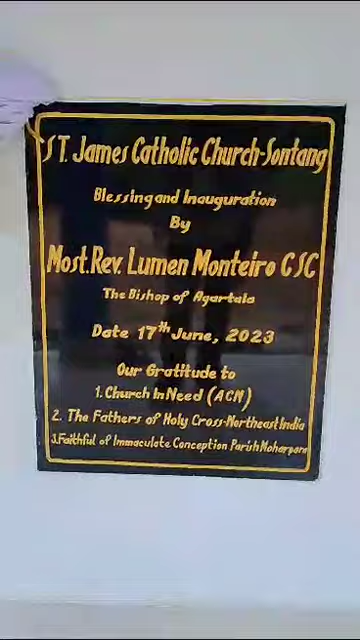 ST. James Catholic Church-Sontang
Blessing and Inauguration
By
Most.Rev. Lumen Monteiro CSC
The Bishop of Agartala
Date 17th June, 2023
Our Gratitude to
1. Church In Need (ACN)
2. The Fathers of Holy Cross-Northeast India
3.Faithful of Immaculate Conception Parish Moharpara